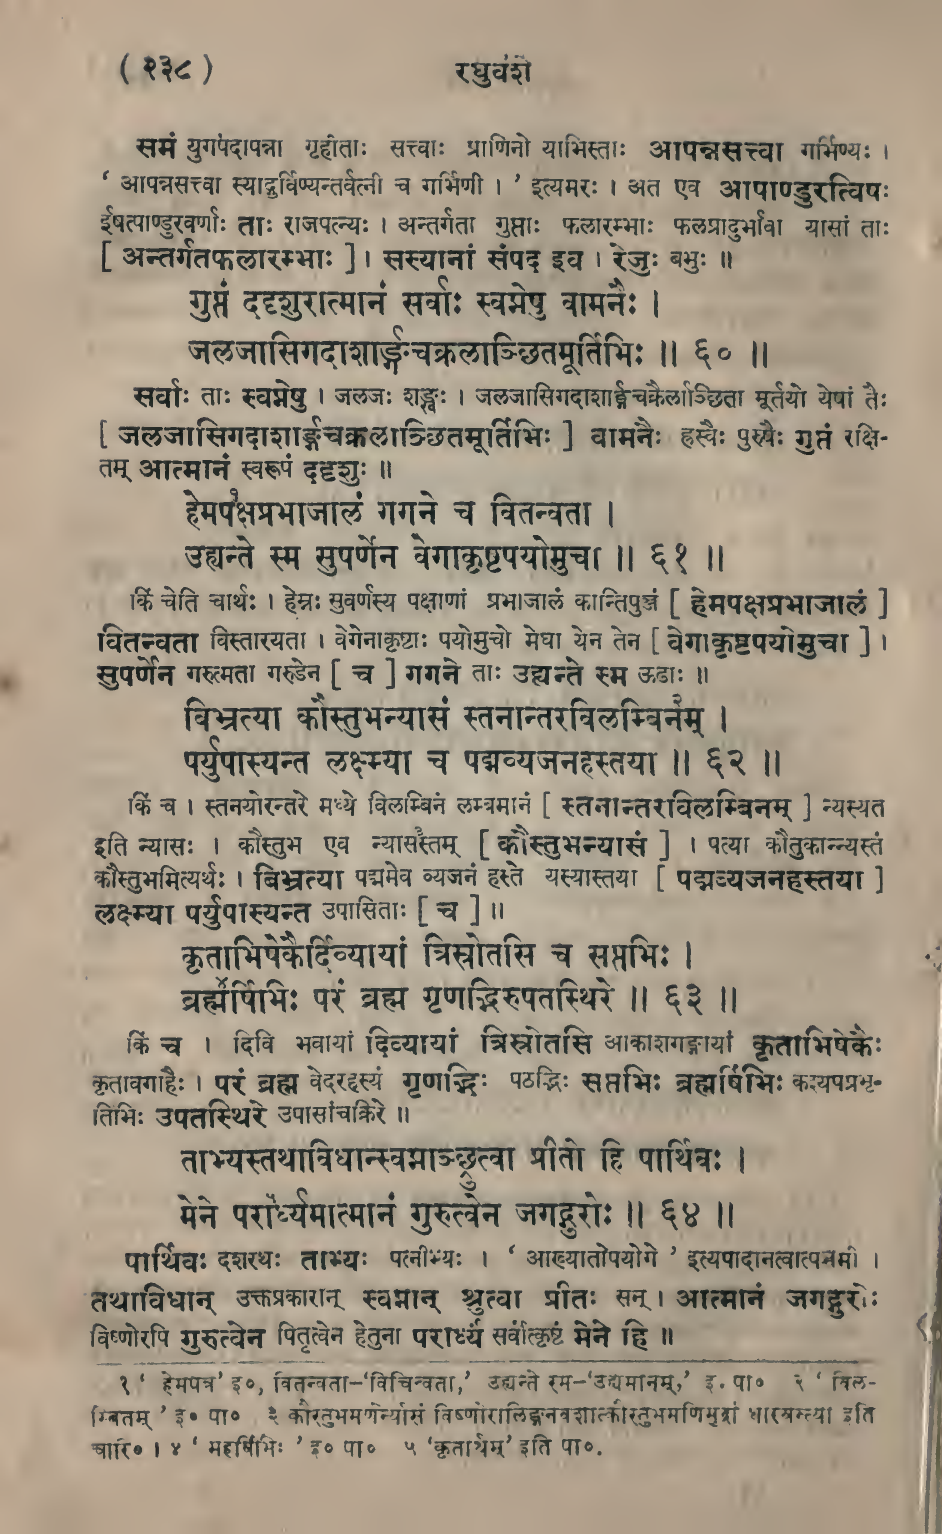 ( २३८ ) रघुवंशे
समं युगपदापन्ना गृहीताः सत्त्वाः प्राणिनो याभिस्ताः आपन्नसत्त्वा गर्भिण्यः ।
‘ आपन्नसत्त्वा स्याद्गुर्विण्यन्तर्वत्नी च गर्भिणी । ’ इत्यमरः । अत एव आपाण्डुरत्विषः
ईषत्पाण्डुरवर्णाः ताः राजपत्न्यः । अन्तर्गता गुप्ताः फलारम्भाः फलप्रादुर्भावा यासां ताः
[ अन्तर्गतफलारम्भाः ] । सस्यानां संपद इव । रेजुः बभुः ॥
गुप्तं ददृशुरात्मानं सर्वाः स्वप्नेषु वामनैः ।
जलजासिगदाशार्ङ्गचक्रलाञ्छितमूर्तिभिः ॥ ६० ॥
सर्वाः ताः स्वप्नेषु । जलजः शङ्खः । जलजासिगदाशार्ङ्गचक्रैर्लाञ्छिता मूर्तयो येषां तैः
[ जलजासिगदाशार्ङ्गचक्रलाञ्छितमूर्तिभिः ] वामनैः ह्रस्वैः पुरुषैः गुप्तं रक्षि-
तम् आत्मानं स्वरूपं ददृशुः ॥
हेमपक्षप्रभाजालं गगने च वितन्वता ।
उह्यन्ते स्म सुपर्णेन वेगाकृष्टपयोमुचा ॥ ६१ ॥
किं चेति चार्थः । हेम्नः सुवर्णस्य पक्षाणां प्रभाजालं कान्तिपुञ्जं [ हेमपक्षप्रभाजालं ]
वितन्वता विस्तारयता । वेगेनाकृष्टाः पयोमुचो मेघा येन तेन [ वेगाकृष्टपयोमुचा ] ।
सुपर्णेन गरुत्मता गरुडेन [ च ] गगने ताः उह्यन्ते स्म ऊढाः ॥
बिभ्रत्या कौस्तुभन्यासं स्तनान्तरविलम्बिनम् ।
पर्युपास्यन्त लक्ष्म्या च पद्मव्यजनहस्तया ॥ ६२ ॥
किं च । स्तनयोरन्तरे मध्ये विलम्बिनं लम्बमानं [ स्तनान्तरविलम्बिनम् ] न्यस्यत
इति न्यासः । कौस्तुभ एव न्यासस्तम् [ कौस्तुभन्यासं ] । पत्या कौतुकान्न्यस्तं
कौस्तुभमित्यर्थः । बिभ्रत्या पद्ममेव व्यजनं हस्ते यस्यास्तया [ पद्मव्यजनहस्तया ]
लक्ष्म्या पर्युपास्यन्त उपासिताः [ च ] ॥
कृताभिषेकैर्दिव्यायां त्रिस्रोतसि च सप्तभिः ।
ब्रह्मर्षिभिः परं ब्रह्म गृणद्भिरुपतस्थिरे ॥ ६३ ॥
किं च । दिवि भवायां दिव्यायां त्रिस्रोतसि आकाशगङ्गायां कृताभिषेकैः
कृतावगाहैः । परं ब्रह्म वेदरहस्यं गृणद्भिः पठद्भिः सप्तभिः ब्रह्मर्षिभिः कश्यपप्रभृ-
तिभिः उपतस्थिरे उपासांचक्रिरे ॥
ताभ्यस्तथाविधान्स्वप्नाञ्छ्रुत्वा प्रीतो हि पार्थिवः ।
मेने परार्ध्यमात्मानं गुरुत्वेन जगद्गुरोः ॥ ६४ ॥
पार्थिवः दशरथः ताभ्यः पत्नीभ्यः । ‘ आख्यातोपयोगे ’ इत्यपादानत्वात्पञ्चमी ।
तथाविधान् उक्तप्रकारान् स्वप्नान् श्रुत्वा प्रीतः सन् । आत्मानं जगद्गुरोः
विष्णोरपि गुरुत्वेन पितृत्वेन हेतुना परार्ध्यं सर्वोत्कृष्टं मेने हि ॥
१ ‘ हेमपत्र’ इ०, वितन्वता–‘विचिन्वता,’ उह्यन्ते स्म–‘उह्यमानम्,’ इ. पा० २ ‘ विल-
म्बितम् ’ इ० पा० ३ कौस्तुभमणेर्न्यासं विष्णोरालिङ्गनवशात्कौस्तुभमणिमुद्रां धारयन्त्या इति
चारि० । ४ ‘ महर्षिभिः ’ इ० पा० ५ ‘कृतार्थम्’ इति पा०.